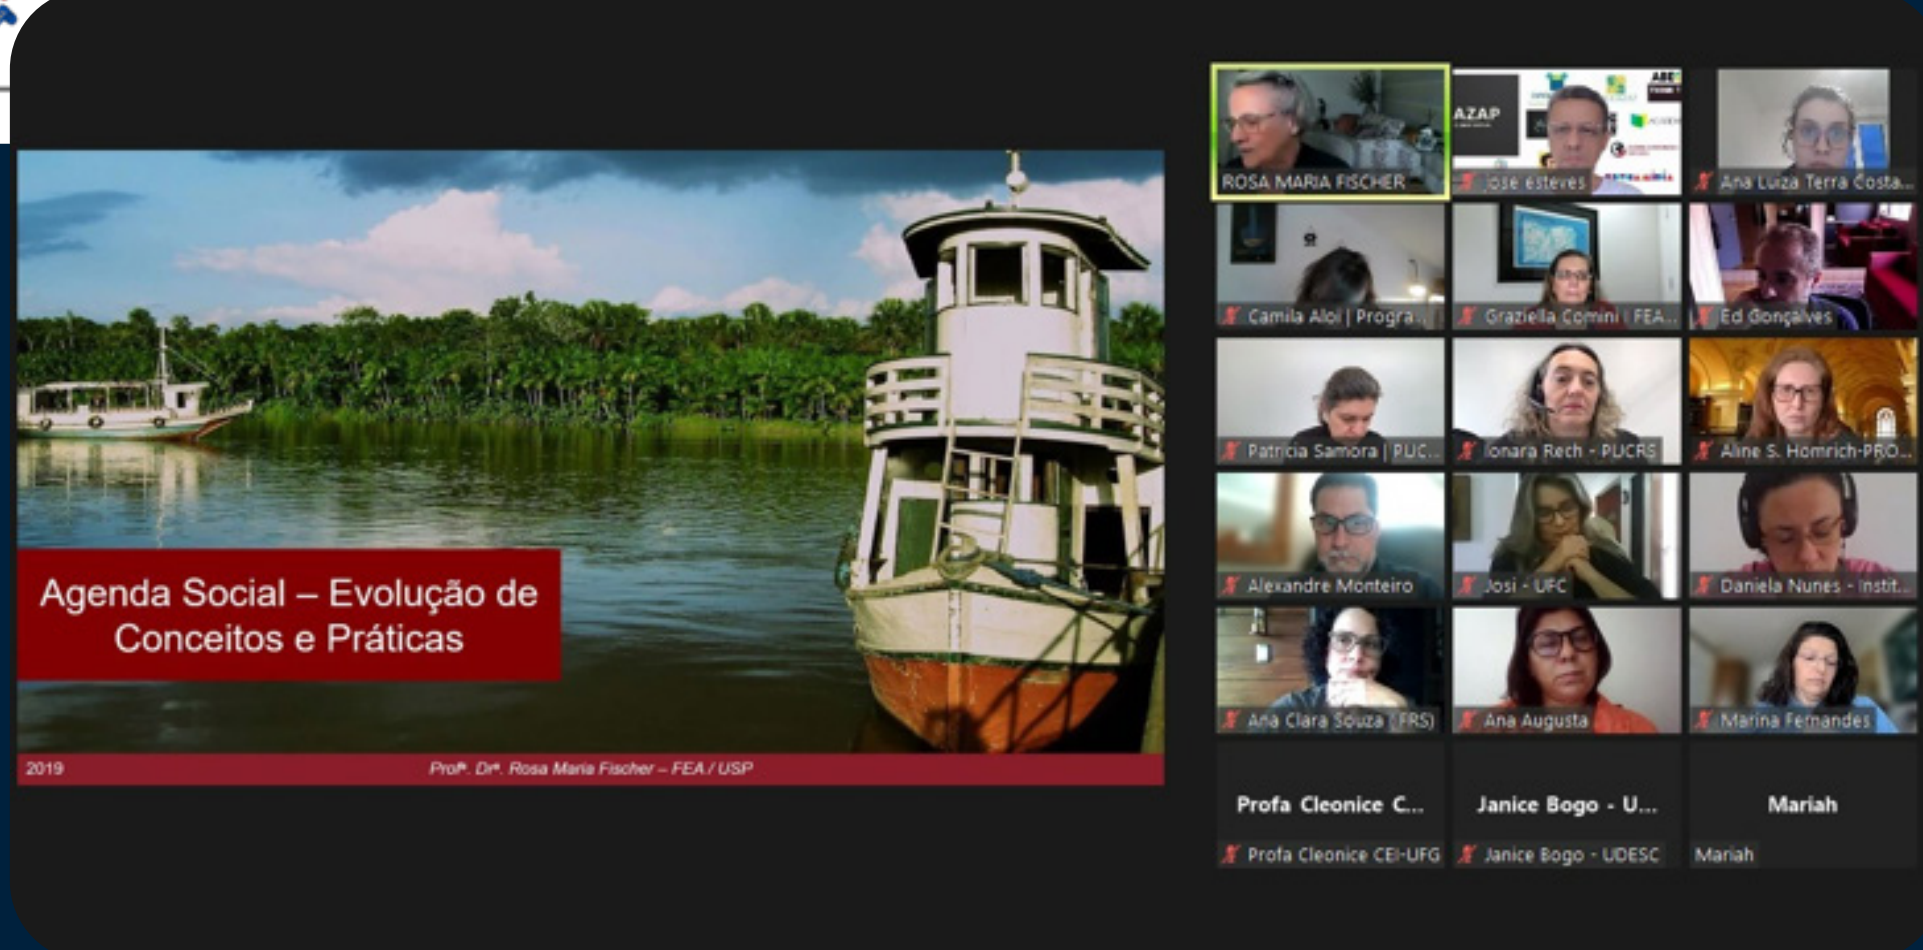 Agenda Social – Evolução de
Conceitos e Práticas
2019
Profª. Drª. Rosa Maria Fischer – FEA / USP
ROSA MARIA FISCHER
AZAP
jose esteves
Ana Luiza Terra Costa...
Camila Aloi | Progra...
Graziella Comini | FEA...
Ed Gonçalves
Patricia Samora | PUC...
Ionara Rech - PUCRS
Aline S. Homrich-PRO...
Alexandre Monteiro
Josi - UFC
Daniela Nunes - Instit...
Ana Clara Souza (IFRS)
Ana Augusta
Marina Fernandes
Profa Cleonice C...
Janice Bogo - U...
Mariah
Profa Cleonice CEI-UFG
Janice Bogo - UDESC
Mariah